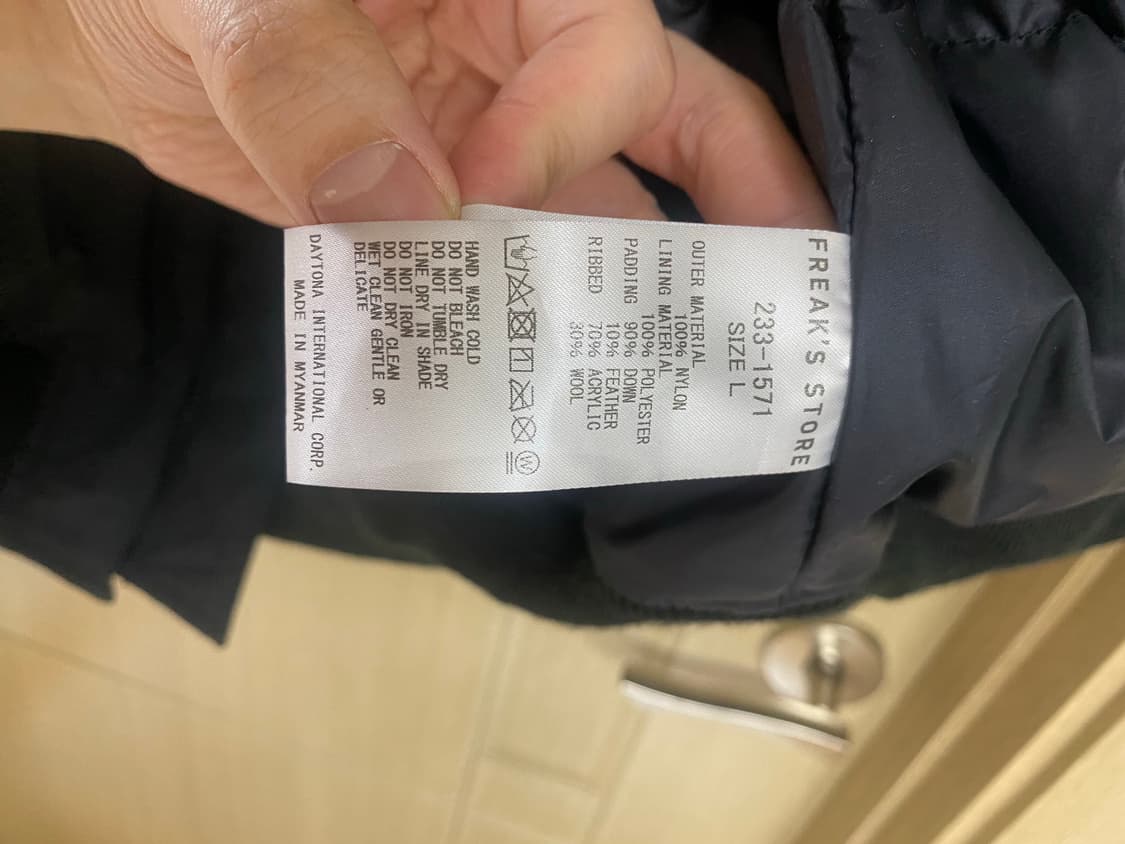 FREAK'S STORE
233-1571
SIZE L
OUTER MATERIAL
100% NYLON
LINING MATERIAL
100% POLYESTER
PADDING 90% DOWN
10% FEATHER
RIBBED 70% ACRYLIC
30% WOOL
W
HAND WASH COLD
DO NOT BLEACH
DO NOT TUMBLE DRY
LINE DRY IN SHADE
DO NOT IRON
DO NOT DRY CLEAN
WET CLEAN GENTLE OR
DELICATE
DAYTONA INTERNATIONAL CORP.
MADE IN MYANMAR